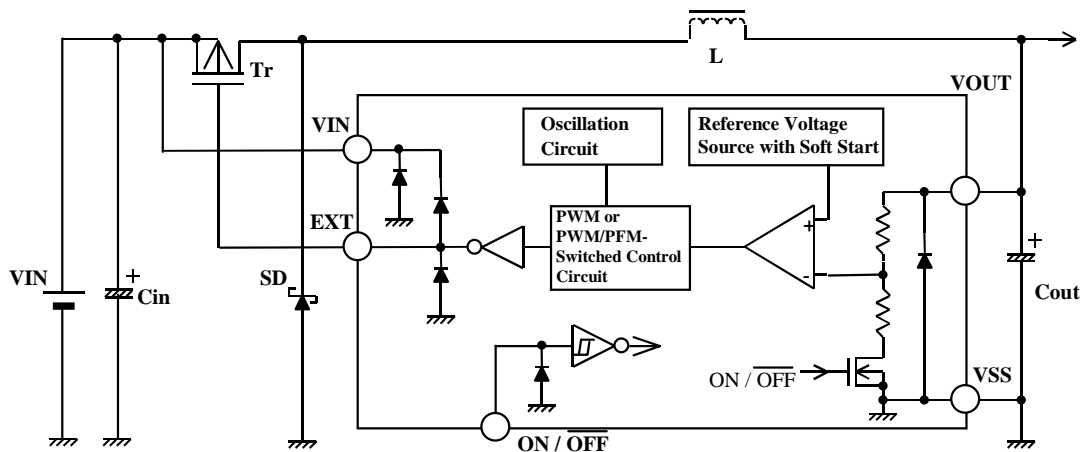 L
Tr
VOUT
VIN
Oscillation
Circuit
Reference Voltage
Source with Soft Start
EXT
PWM or
PWM/PFM-
Switched Control
Circuit
+
-
VIN
+
Cin
SD
+
Cout
ON / OFF
VSS
ON / OFF